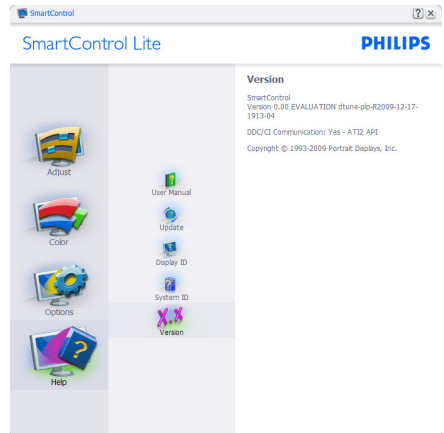 SmartControl
SmartControl Lite
PHILIPS
Adjust
Color
Options
Help
User Manual
Update
Display ID
System ID
X.X
Version
Version
SmartControl
Version 0.00 EVALUATION dtune-plp-R2009-12-17-
1913-04
DDC/CI Communication: Yes - ATI2 API
Copyright © 1993-2009 Portrait Displays, Inc.